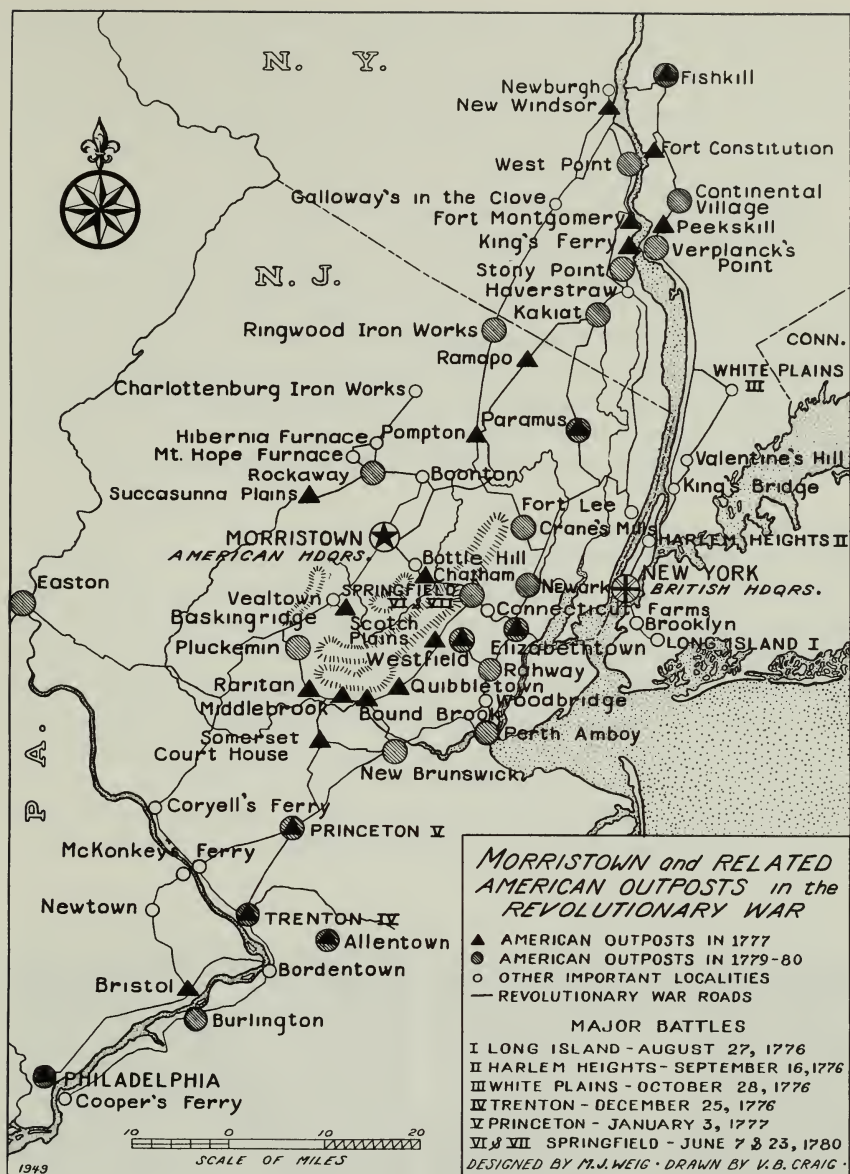 N. Y.
Newburgh
New Windsor
Fishkill
Fort Constitution
West Point
Continental
Village
Galloway's in the Clove
Fort Montgomery
Peekskill
King's Ferry
Verplanck's
Point
Stony Point
Haverstraw
N. J.
Kakiat
Ringwood Iron Works
CONN.
Ramapo
WHITE PLAINS
III
Charlottenburg Iron Works
Paramus
Hibernia Furnace
Pompton
Mt. Hope Furnace
Valentine's Hill
Rockaway
Boonton
King's Bridge
Succasunna Plains
Fort Lee
Crane's Mills
MORRISTOWN
AMERICAN HDQRS.
HARLEM HEIGHTS II
Bottle Hill
Chatham
NEW YORK
BRITISH HDQRS.
Easton
SPRINGFIELD
VI & VII
Newark
Vealtown
Connecticut Farms
Baskingridge
Scotch
Plains
Brooklyn
Elizabethtown
LONG ISLAND I
Pluckemin
Westfield
Rahway
Raritan
Quibbletown
Middlebrook
Woodbridge
Bound Brook
Somerset
Court House
Perth Amboy
New Brunswick
PA.
Coryell's Ferry
PRINCETON V
McKonkey's Ferry
Newtown
TRENTON IV
Allentown
Bordentown
Bristol
Burlington
PHILADELPHIA
Cooper's Ferry
10 0 10 20
SCALE OF MILES
1949
MORRISTOWN and RELATED
AMERICAN OUTPOSTS in the
REVOLUTIONARY WAR
AMERICAN OUTPOSTS IN 1777
AMERICAN OUTPOSTS IN 1779-80
OTHER IMPORTANT LOCALITIES
REVOLUTIONARY WAR ROADS
MAJOR BATTLES
I LONG ISLAND - AUGUST 27, 1776
II HARLEM HEIGHTS - SEPTEMBER 16, 1776
III WHITE PLAINS - OCTOBER 28, 1776
IV TRENTON - DECEMBER 25, 1776
V PRINCETON - JANUARY 3, 1777
VI & VII SPRINGFIELD - JUNE 7 & 23, 1780
DESIGNED BY M.J. WEIG · DRAWN BY V.B. CRAIG ·